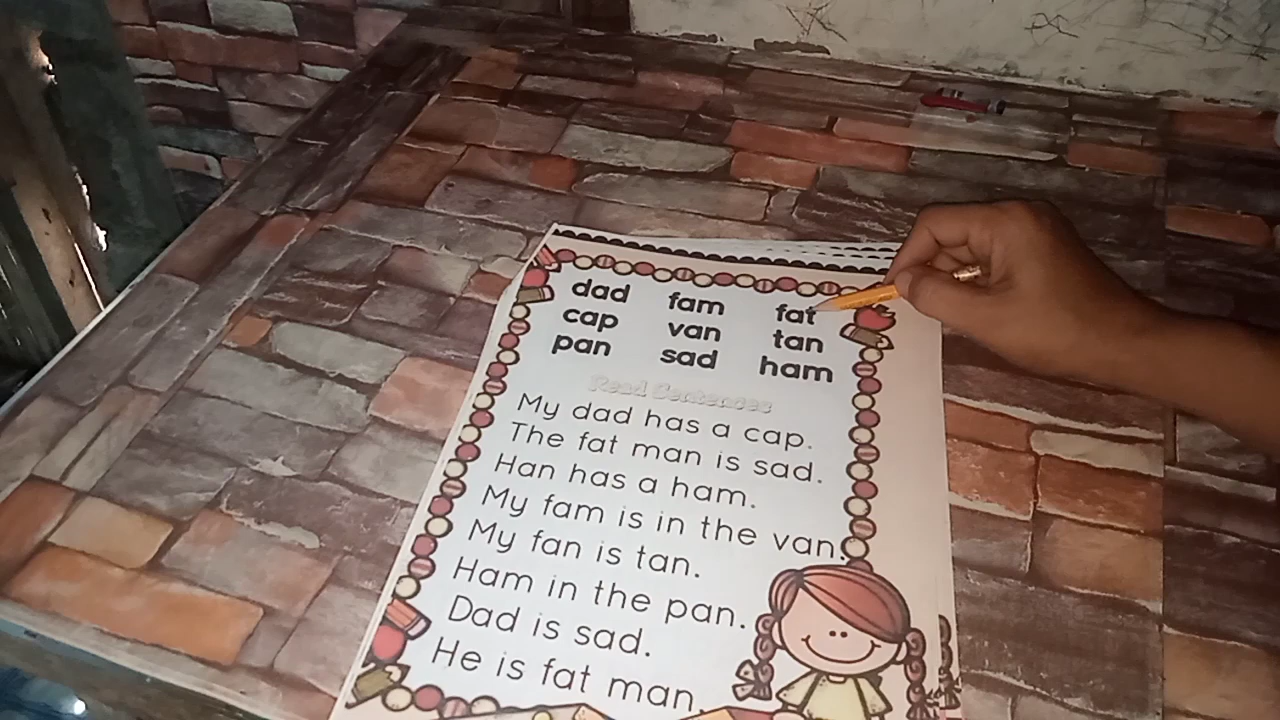 dad fam fat
cap van tan
pan sad ham
Read Sentences
My dad has a cap.
The fat man is sad.
Han has a ham.
My fam is in the van.
My fan is tan.
Ham in the pan.
Dad is sad.
He is fat man.